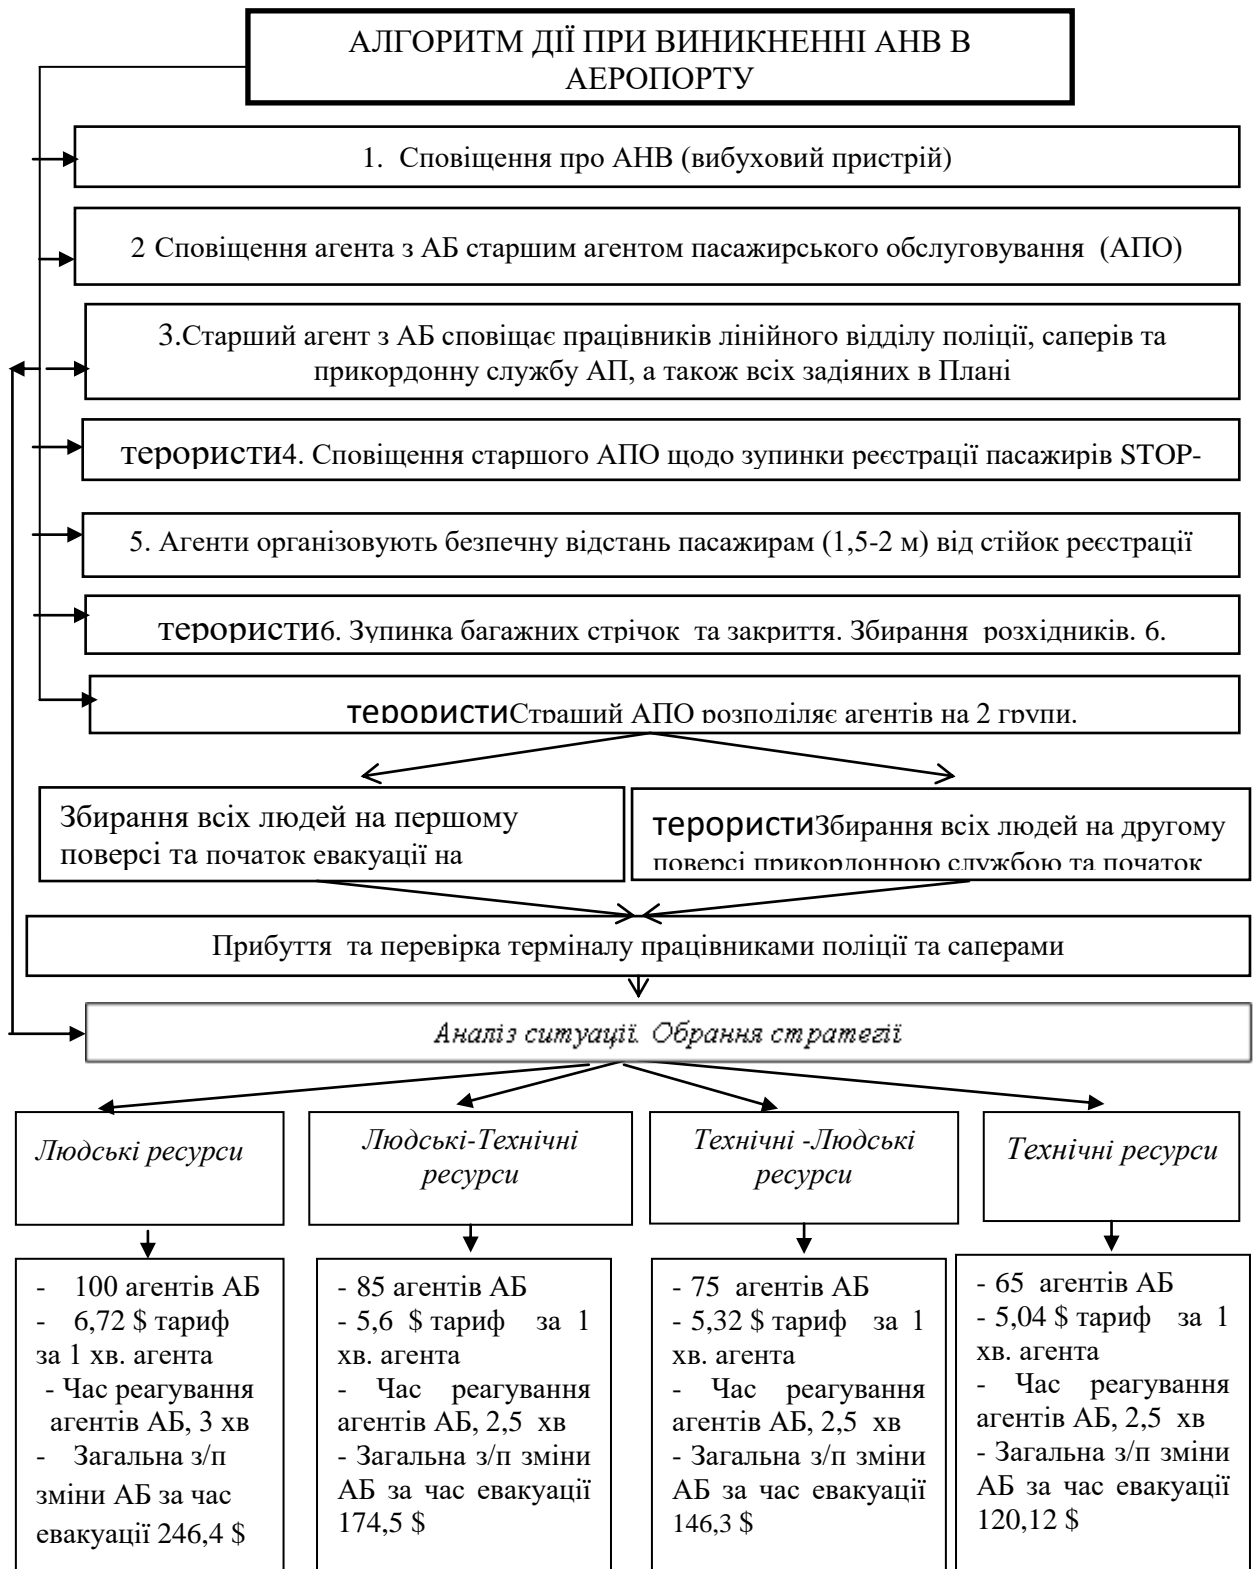 АЛГОРИТМ ДІЇ ПРИ ВИНИКНЕННІ АНВ В
АЕРОПОРТУ
1. Сповіщення про АНВ (вибуховий пристрій)
2 Сповіщення агента з АБ старшим агентом пасажирського обслуговування (АПО)
3.Старший агент з АБ сповіщає працівників лінійного відділу поліції, саперів та
прикордонну службу АП, а також всіх задіяних в Плані
терористи4. Сповіщення старшого АПО щодо зупинки реєстрації пасажирів STOP-
5. Агенти організовують безпечну відстань пасажирам (1,5-2 м) від стійок реєстрації
терористи6. Зупинка багажних стрічок та закриття. Збирання розхідників. 6.
терористиСтраший АПО розподіляє агентів на 2 групи.
Збирання всіх людей на першому
поверсі та початок евакуації на
терористиЗбирання всіх людей на другому
поверсі прикордонною службою та початок
Прибуття та перевірка терміналу працівниками поліції та саперами
Аналіз ситуації. Обрання стратегії
Людські ресурси
Людські-Технічні
ресурси
Технічні -Людські
ресурси
Технічні ресурси
- 100 агентів АБ
- 6,72 $ тариф
за 1 хв. агента
- Час реагування
агентів АБ, 3 хв
- Загальна з/п
зміни АБ за час
евакуації 246,4 $
- 85 агентів АБ
- 5,6 $ тариф за 1
хв. агента
- Час реагування
агентів АБ, 2,5 хв
- Загальна з/п зміни
АБ за час евакуації
174,5 $
- 75 агентів АБ
- 5,32 $ тариф за 1
хв. агента
- Час реагування
агентів АБ, 2,5 хв
- Загальна з/п зміни
АБ за час евакуації
146,3 $
- 65 агентів АБ
- 5,04 $ тариф за 1
хв. агента
- Час реагування
агентів АБ, 2,5 хв
- Загальна з/п зміни
АБ за час евакуації
120,12 $